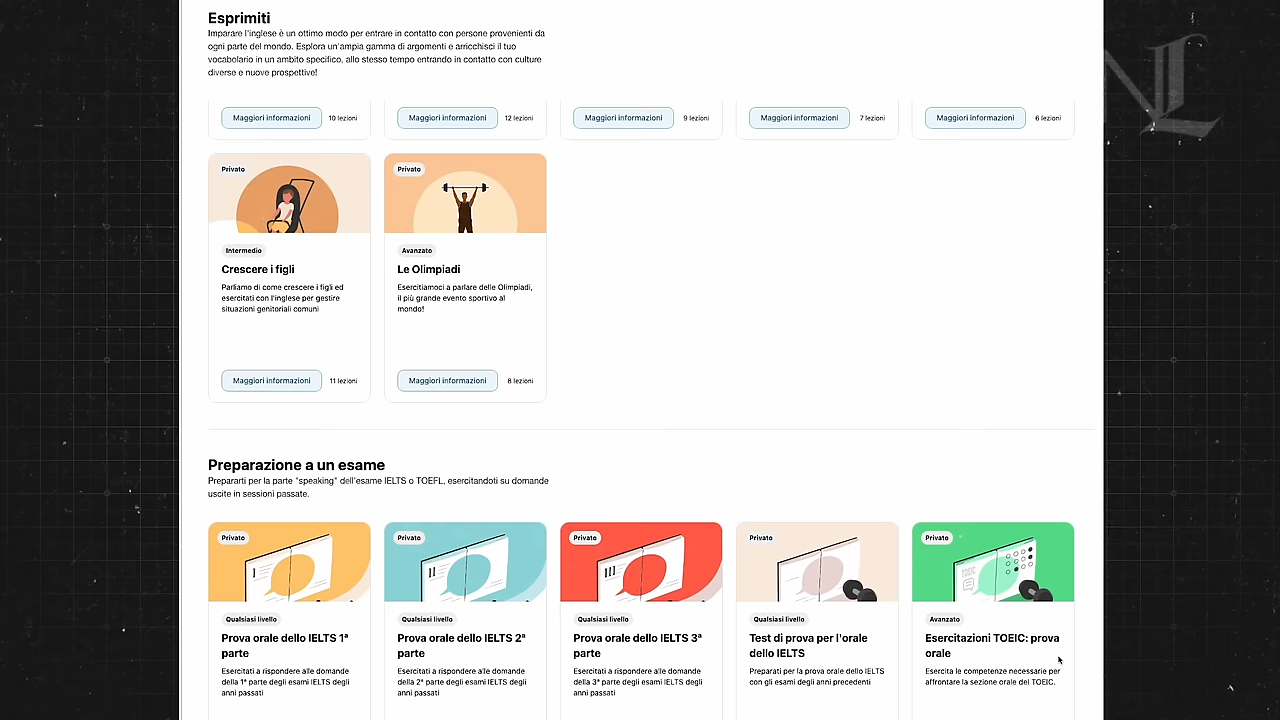 Esprimiti
Imparare l'inglese è un ottimo modo per entrare in contatto con persone provenienti da
ogni parte del mondo. Esplora un'ampia gamma di argomenti e arricchisci il tuo
vocabolario in un ambito specifico, allo stesso tempo entrando in contatto con culture
diverse e nuove prospettive!
Maggiori informazioni 10 lezioni
Maggiori informazioni 12 lezioni
Maggiori informazioni 9 lezioni
Maggiori informazioni 7 lezioni
Maggiori informazioni 6 lezioni
Privato
Intermedio
Crescere i figli
Parliamo di come crescere i figli ed
esercitati con l'inglese per gestire
situazioni genitoriali comuni
Maggiori informazioni 11 lezioni
Privato
Avanzato
Le Olimpiadi
Esercitiamoci a parlare delle Olimpiadi,
il più grande evento sportivo al
mondo!
Maggiori informazioni 8 lezioni
Preparazione a un esame
Prepararti per la parte "speaking" dell'esame IELTS o TOEFL, esercitandoti su domande
uscite in sessioni passate.
Privato
I
Qualsiasi livello
Prova orale dello IELTS 1ª
parte
Esercitati a rispondere alle domande
della 1ª parte degli esami IELTS degli
anni passati
Privato
II
Qualsiasi livello
Prova orale dello IELTS 2ª
parte
Esercitati a rispondere alle domande
della 2ª parte degli esami IELTS degli
anni passati
Privato
III
Qualsiasi livello
Prova orale dello IELTS 3ª
parte
Esercitati a rispondere alle domande
della 3ª parte degli esami IELTS degli
anni passati
Privato
Qualsiasi livello
Test di prova per l'orale
dello IELTS
Preparati per la prova orale dello IELTS
con gli esami degli anni precedenti
Privato
TOEIC
Avanzato
Esercitazioni TOEIC: prova
orale
Esercita le competenze necessarie per
affrontare la sezione orale del TOEIC.